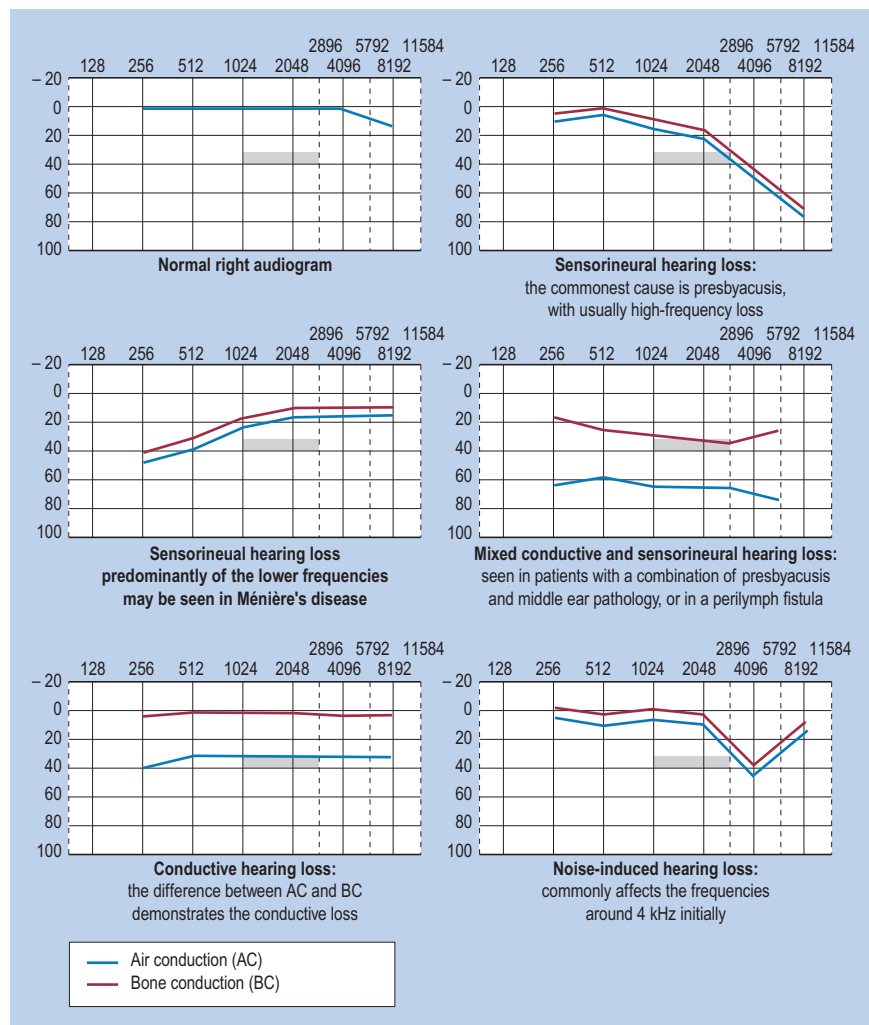 2896 5792 11584
128 256 512 1024 2048 4096 8192
– 20
0
20
40
60
80
100
Normal right audiogram
2896 5792 11584
128 256 512 1024 2048 4096 8192
– 20
0
20
40
60
80
100
Sensorineural hearing loss:
the commonest cause is presbyacusis,
with usually high-frequency loss
2896 5792 11584
128 256 512 1024 2048 4096 8192
– 20
0
20
40
60
80
100
Sensorineual hearing loss
predominantly of the lower frequencies
may be seen in Ménière's disease
2896 5792 11584
128 256 512 1024 2048 4096 8192
– 20
0
20
40
60
80
100
Mixed conductive and sensorineural hearing loss:
seen in patients with a combination of presbyacusis
and middle ear pathology, or in a perilymph fistula
2896 5792 11584
128 256 512 1024 2048 4096 8192
– 20
0
20
40
60
80
100
Conductive hearing loss:
the difference between AC and BC
demonstrates the conductive loss
2896 5792 11584
128 256 512 1024 2048 4096 8192
– 20
0
20
40
60
80
100
Noise-induced hearing loss:
commonly affects the frequencies
around 4 kHz initially
Air conduction (AC)
Bone conduction (BC)